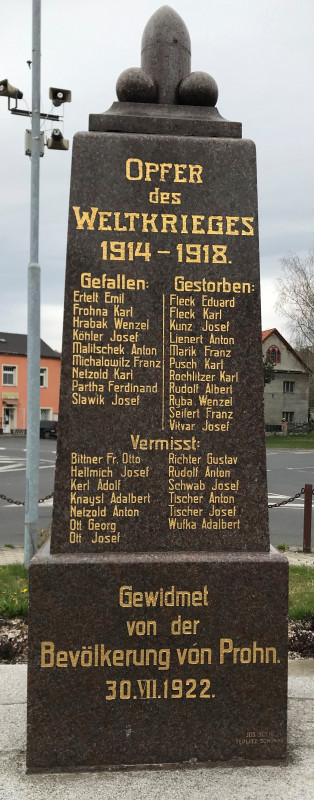 OPFER
des
WELTKRIEGES
1914 – 1918.
Gefallen:
Ertelt Emil
Frohna Karl
Hrabak Wenzel
Köhler Josef
Malitschek Anton
Michalowitz Franz
Netzold Karl
Partha Ferdinand
Slawik Josef
Gestorben:
Fleck Eduard
Fleck Karl
Kunz Josef
Lienert Anton
Marik Franz
Pusch Karl
Rochlitzer Karl
Rudolf Albert
Ryba Wenzel
Seifert Franz
Vitvar Josef
Vermisst:
Bittner Fr. Otto
Hellmich Josef
Kerl Adolf
Knaysl Adalbert
Netzold Anton
Ott Georg
Ott Josef
Richter Gustav
Rudolf Anton
Schwab Josef
Tischer Anton
Tischer Josef
Wufka Adalbert
Gewidmet
von der
Bevölkerung von Prohn.
30.VII.1922.
JOS.